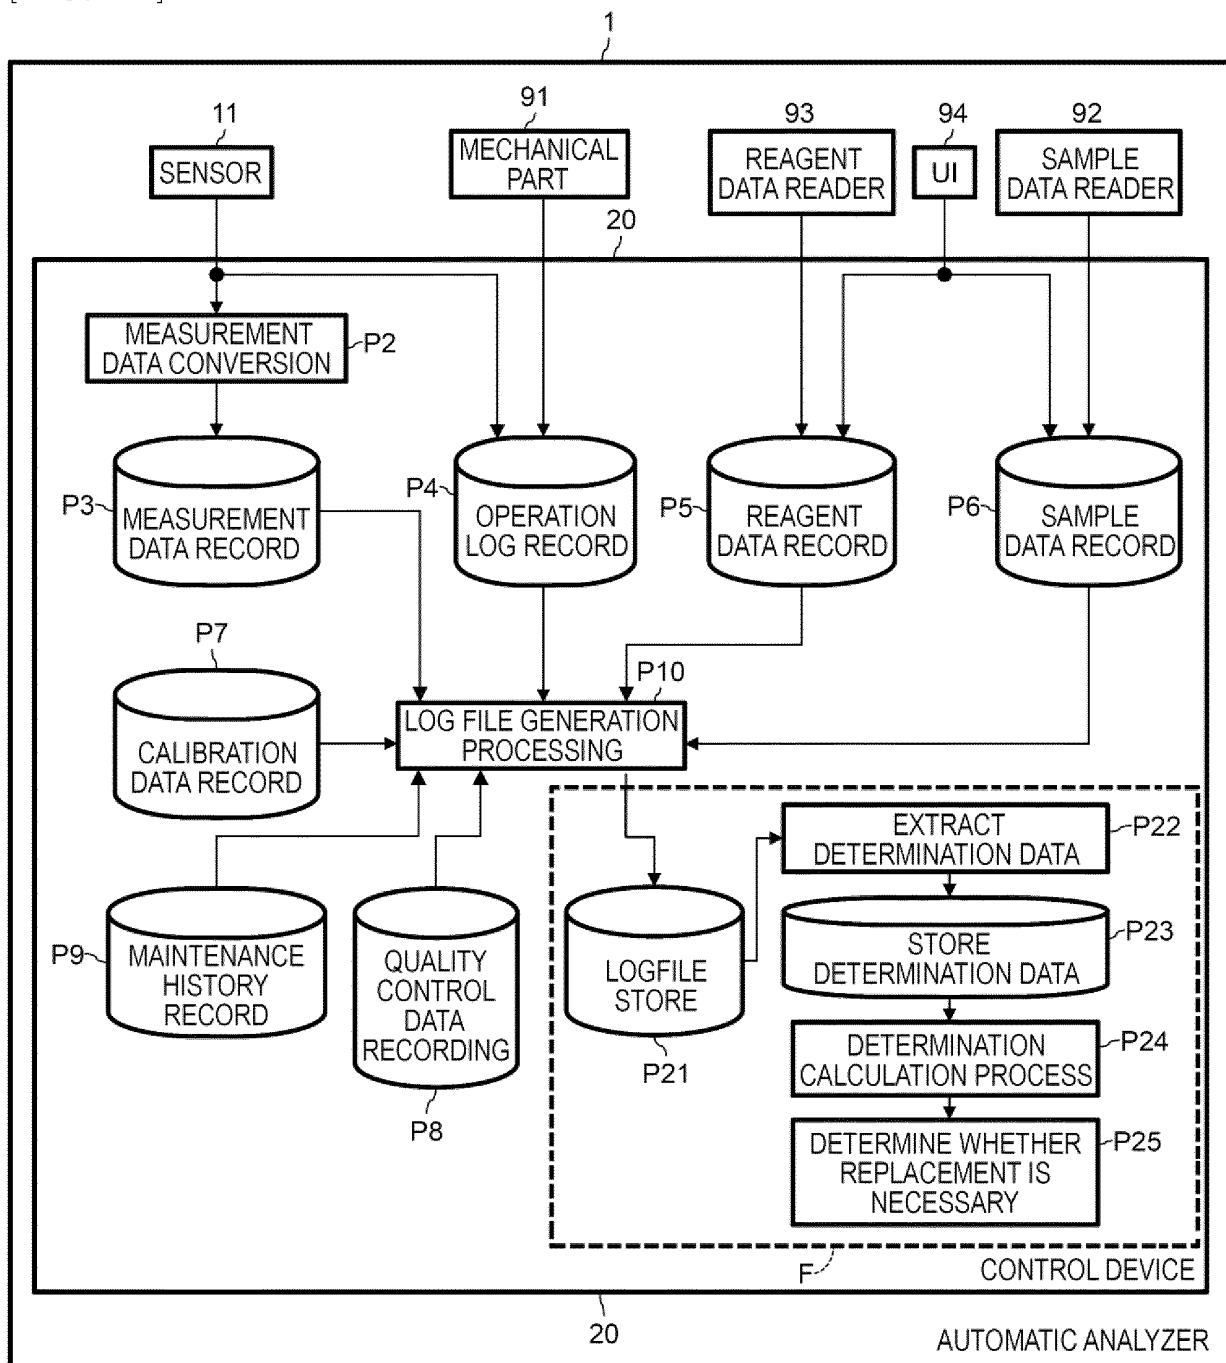 1
11
SENSOR
91
MECHANICAL
PART
93
REAGENT
DATA READER
94
UI
92
SAMPLE
DATA READER
20
MEASUREMENT
DATA CONVERSION
P2
P3
MEASUREMENT
DATA RECORD
P4
OPERATION
LOG RECORD
P5
REAGENT
DATA RECORD
P6
SAMPLE
DATA RECORD
P7
CALIBRATION
DATA RECORD
P10
LOG FILE GENERATION
PROCESSING
P9
MAINTENANCE
HISTORY
RECORD
QUALITY
CONTROL
DATA
RECORDING
P8
LOGFILE
STORE
P21
EXTRACT
DETERMINATION DATA
P22
STORE
DETERMINATION DATA
P23
DETERMINATION
CALCULATION PROCESS
P24
DETERMINE WHETHER
REPLACEMENT IS
NECESSARY
P25
F
CONTROL DEVICE
20
AUTOMATIC ANALYZER